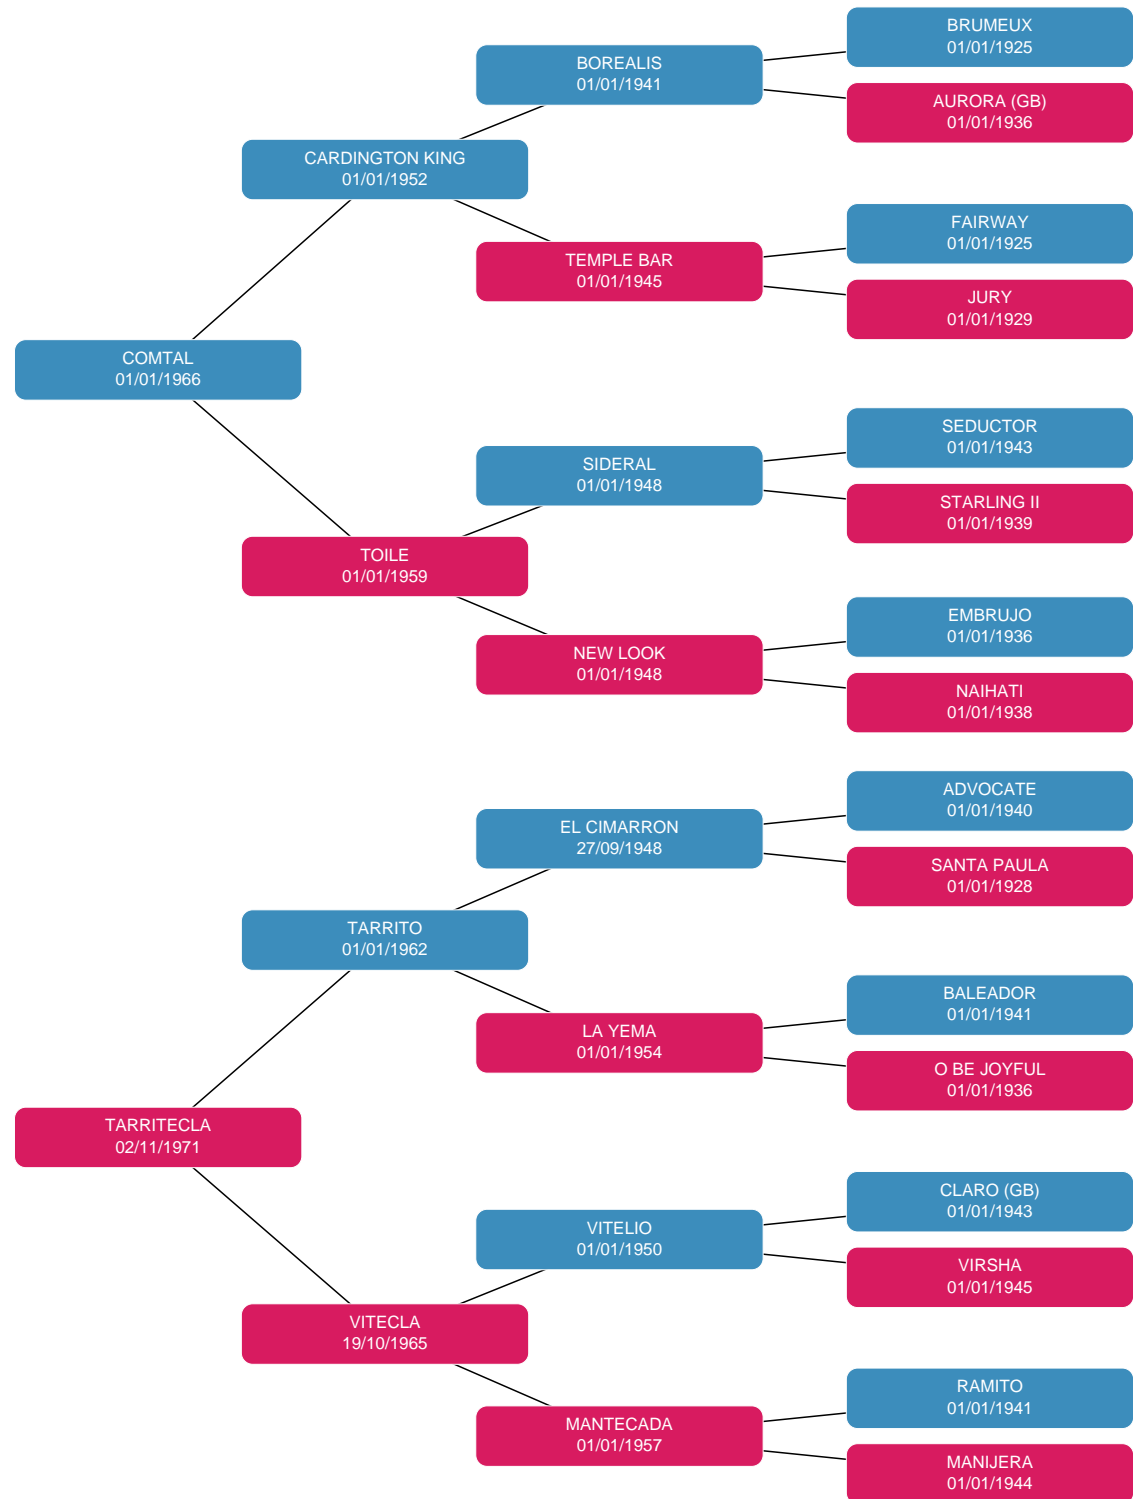 BRUMEUX
01/01/1925
BOREALIS
01/01/1941
AURORA (GB)
01/01/1936
CARDINGTON KING
01/01/1952
FAIRWAY
01/01/1925
TEMPLE BAR
01/01/1945
JURY
01/01/1929
COMTAL
01/01/1966
SEDUCTOR
01/01/1943
SIDERAL
01/01/1948
STARLING II
01/01/1939
TOILE
01/01/1959
EMBRUJO
01/01/1936
NEW LOOK
01/01/1948
NAIHATI
01/01/1938
ADVOCATE
01/01/1940
EL CIMARRON
27/09/1948
SANTA PAULA
01/01/1928
TARRITO
01/01/1962
BALEADOR
01/01/1941
LA YEMA
01/01/1954
O BE JOYFUL
01/01/1936
TARRITECLA
02/11/1971
CLARO (GB)
01/01/1943
VITELIO
01/01/1950
VIRSHA
01/01/1945
VITECLA
19/10/1965
RAMITO
01/01/1941
MANTECADA
01/01/1957
MANIJERA
01/01/1944